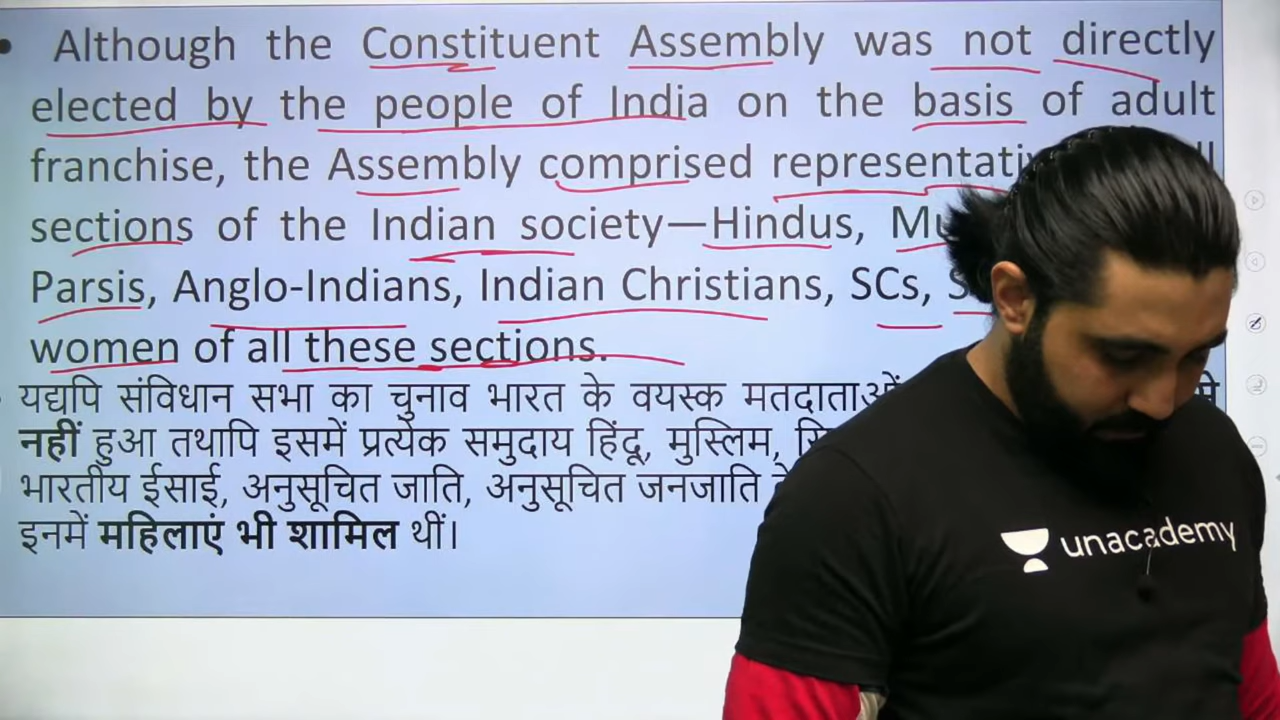 • Although the Constituent Assembly was not directly
elected by the people of India on the basis of adult
franchise, the Assembly comprised
sections of the Indian society—Hindus,
Parsis, Anglo-Indians, Indian Christians, SCs,
women of all these sections.
यद्यपि संविधान सभा का चुनाव भारत के वयस्क
नहीं हुआ तथापि इसमें प्रत्येक समुदाय हिंदू, मुस्लिम,
भारतीय ईसाई, अनुसूचित जाति, अनुसूचित जनजाति
इनमें महिलाएं भी शामिल थीं।
unacademy